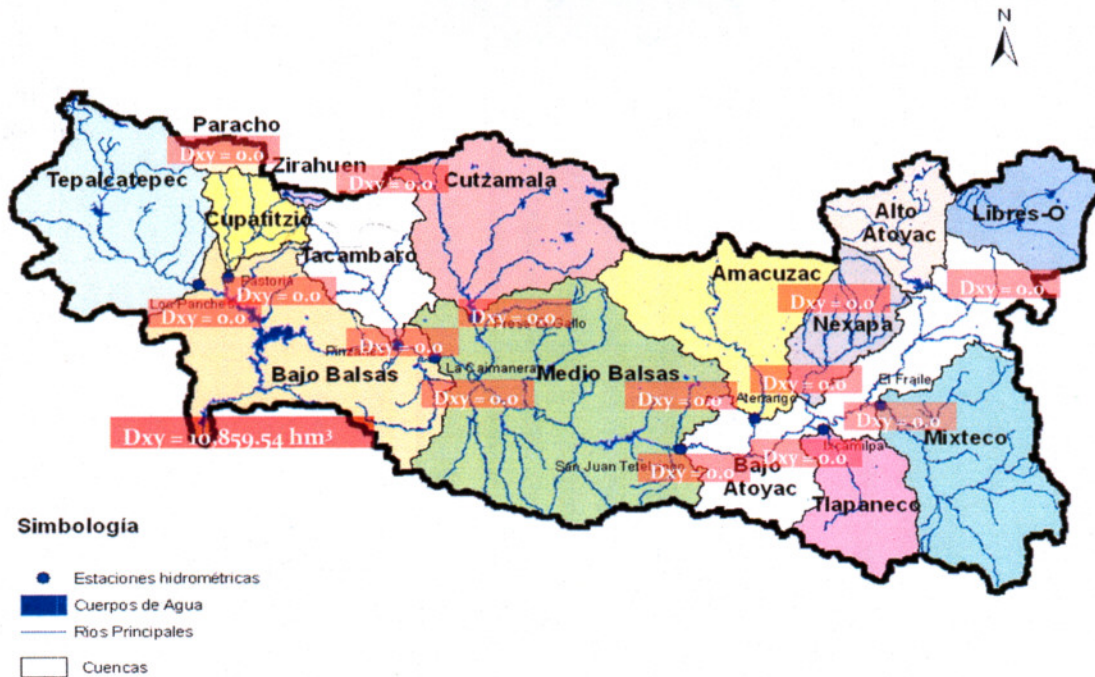 N
Paracho
Dxy = 0.0
Zirahuen
Dxy = 0.0
Cutzamala
Tepalcatepec
Cupatitzio
Tacambaro
Alto
Atoyac
Libres-O
Amacuzac
Pastoria
Dxy = 0.0
Los Panches
Dxy = 0.0
Dxy = 0.0
Dxy = 0.0
Dxy = 0.0
Nexapa
Dxy = 0.0
Bajo Balsas
La Caimanera
Medio Balsas
Dxy = 0.0
Dxy = 0.0
Atenango
Dxy = 0.0
El Fraile
Dxy = 0.0
Dxy = 10,859.54 hm³
Mixteco
Ixcamilpa
Dxy = 0.0
San Juan
Dxy = 0.0
Bajo
Atoyac
Tlapaneco
Simbología
Estaciones hidrométricas
Cuerpos de Agua
Ríos Principales
Cuencas